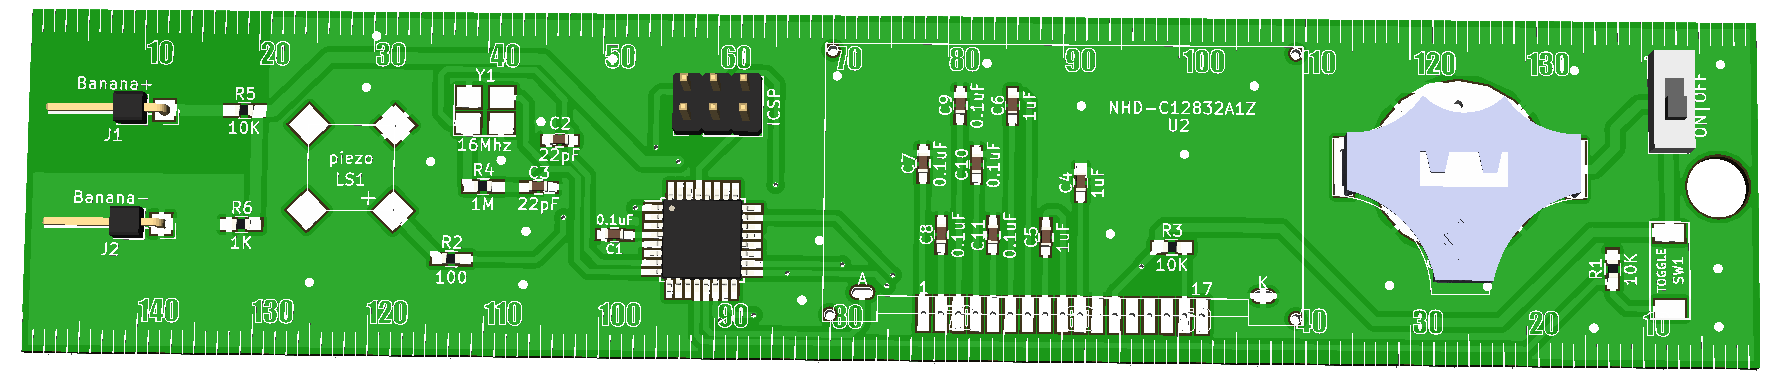 10 20 30 40 50 60 70 80 90 100 110 120 130
Banana+
J1
R5
10K
Banana-
J2
R6
1K
piezo
LS1
+
Y1
16Mhz
C2
22pF
R4
1M
C3
22pF
R2
100
0.1uF
C1
ICSP
C9
0.1uF
C6
1uF
C7
0.1uF
C10
0.1uF
C4
1uF
C8
0.1uF
C11
0.1uF
C5
1uF
NHD-C12832A1Z
U2
R3
10K
A
1
17
K
ON
OFF
R1
10K
TOGGLE
SW1
140 130 120 110 100 90 80 40 30 20 10